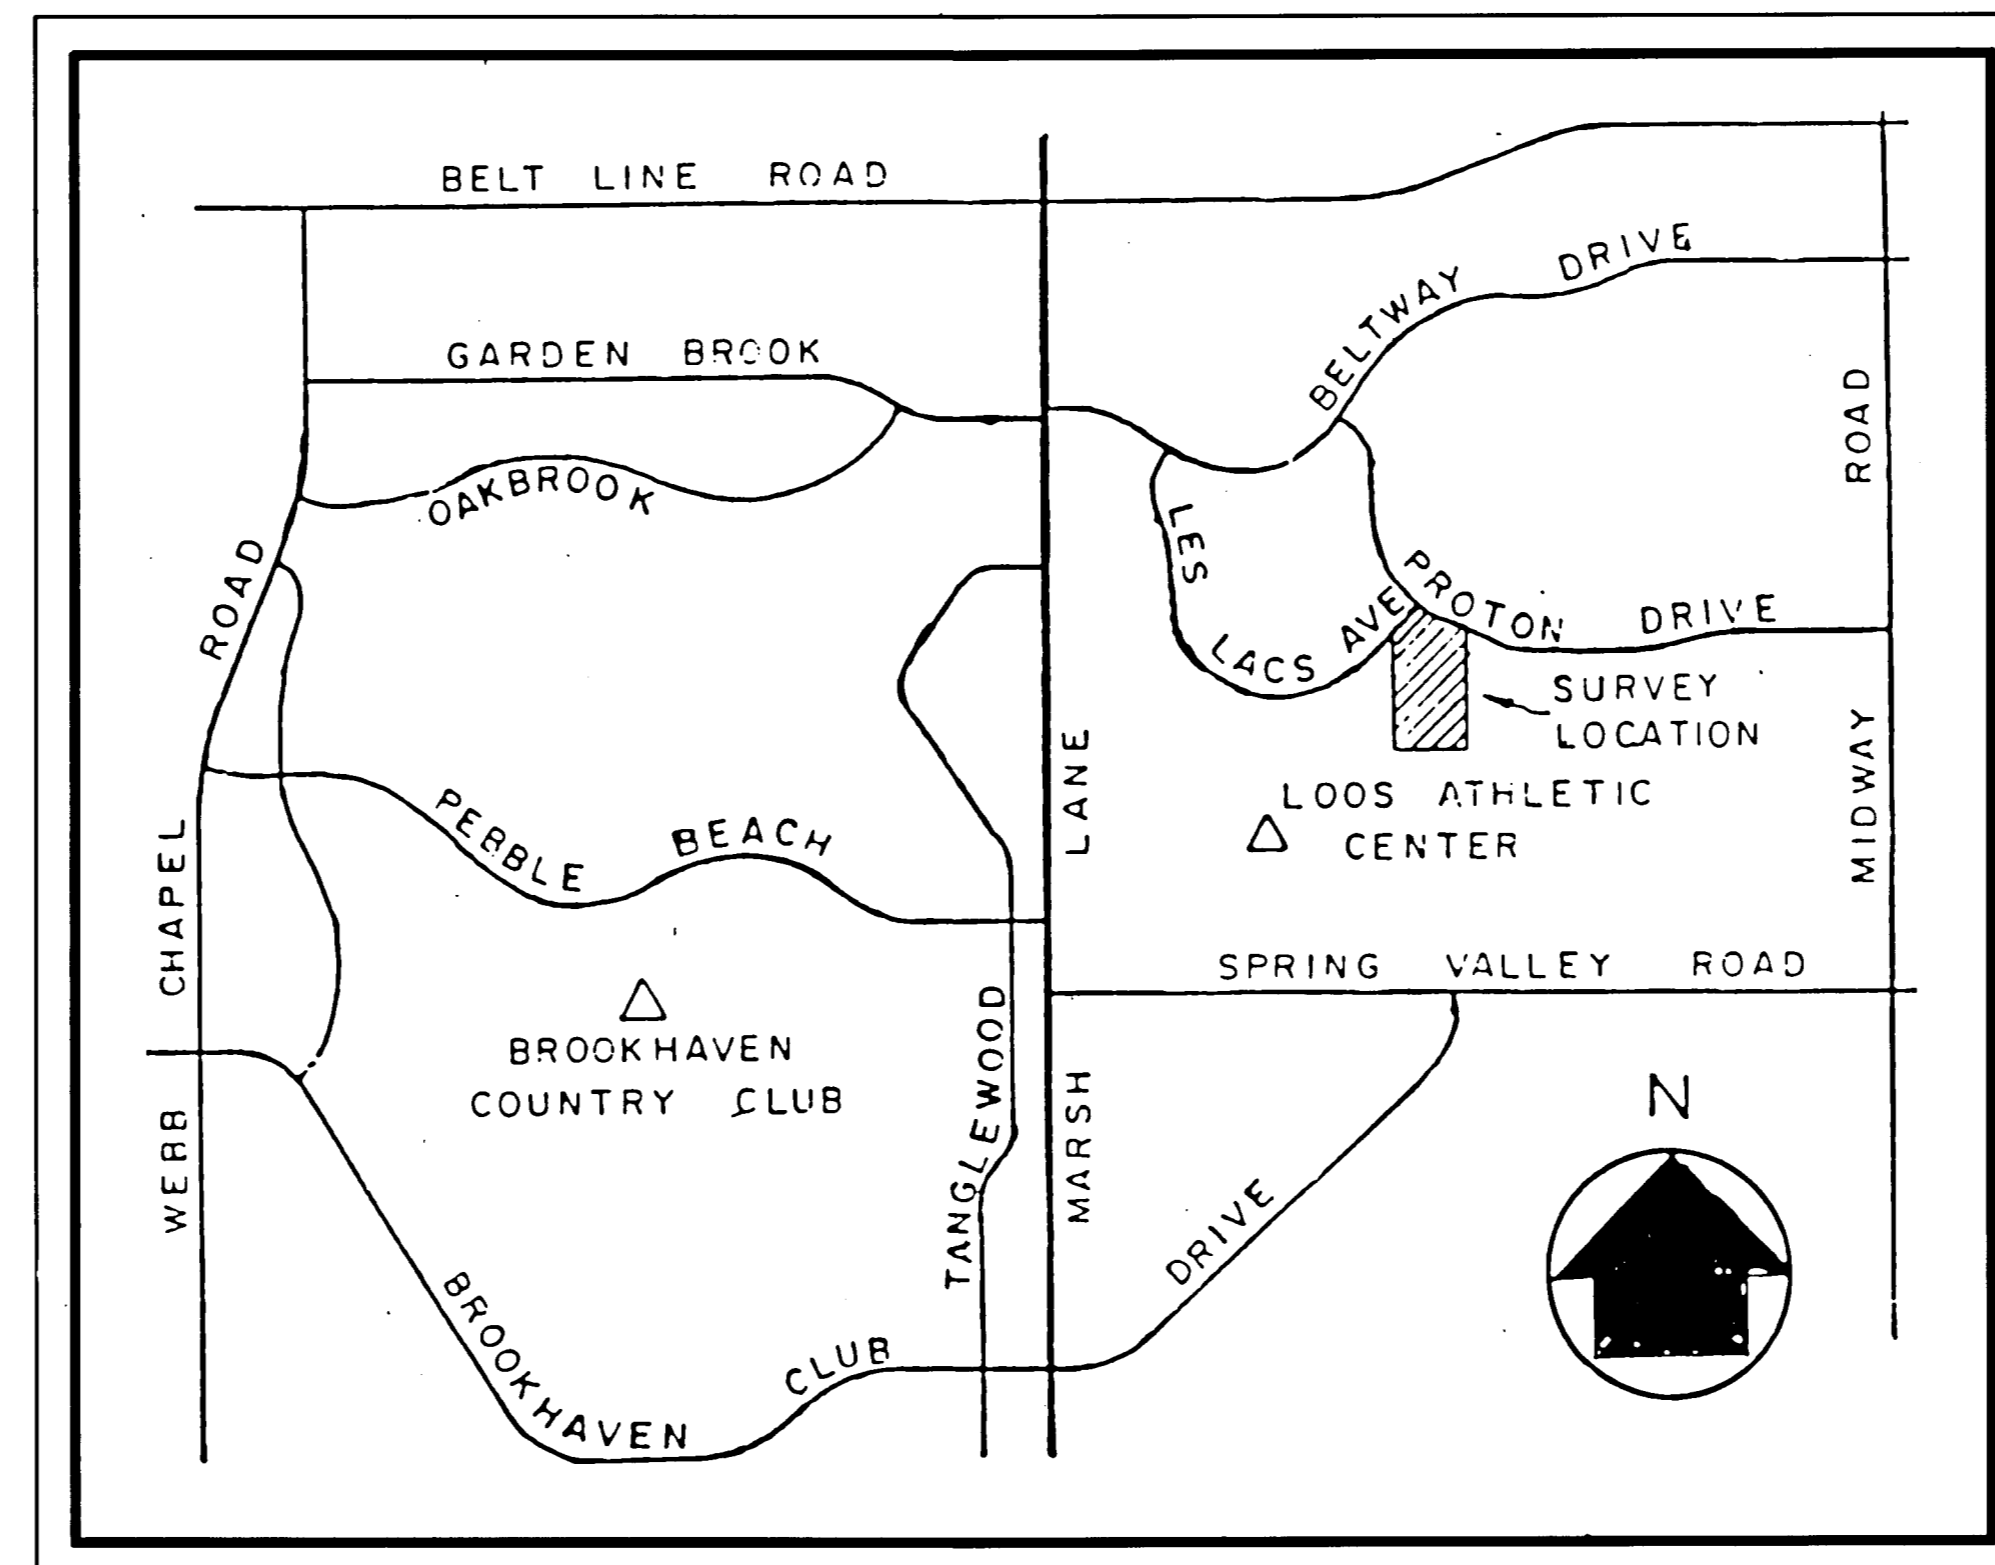 BELT LINE ROAD
BELTWAY DRIVE
GARDEN BROOK
OAKBROOK
LES LACS AVE
PROTON DRIVE
SURVEY
LOCATION
LOOS ATHLETIC
CENTER
MIDWAY ROAD
WEBB CHAPEL ROAD
PEBBLE BEACH
MARSH LANE
SPRING VALLEY ROAD
BROOKHAVEN
COUNTRY CLUB
TANGLEWOOD
BROOKHAVEN CLUB DRIVE
N